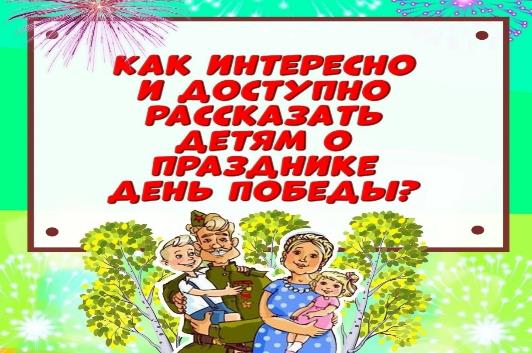 КАК ИНТЕРЕСНО
И ДОСТУПНО
РАССКАЗАТЬ
ДЕТЯМ О
ПРАЗДНИКЕ
ДЕНЬ ПОБЕДЫ?